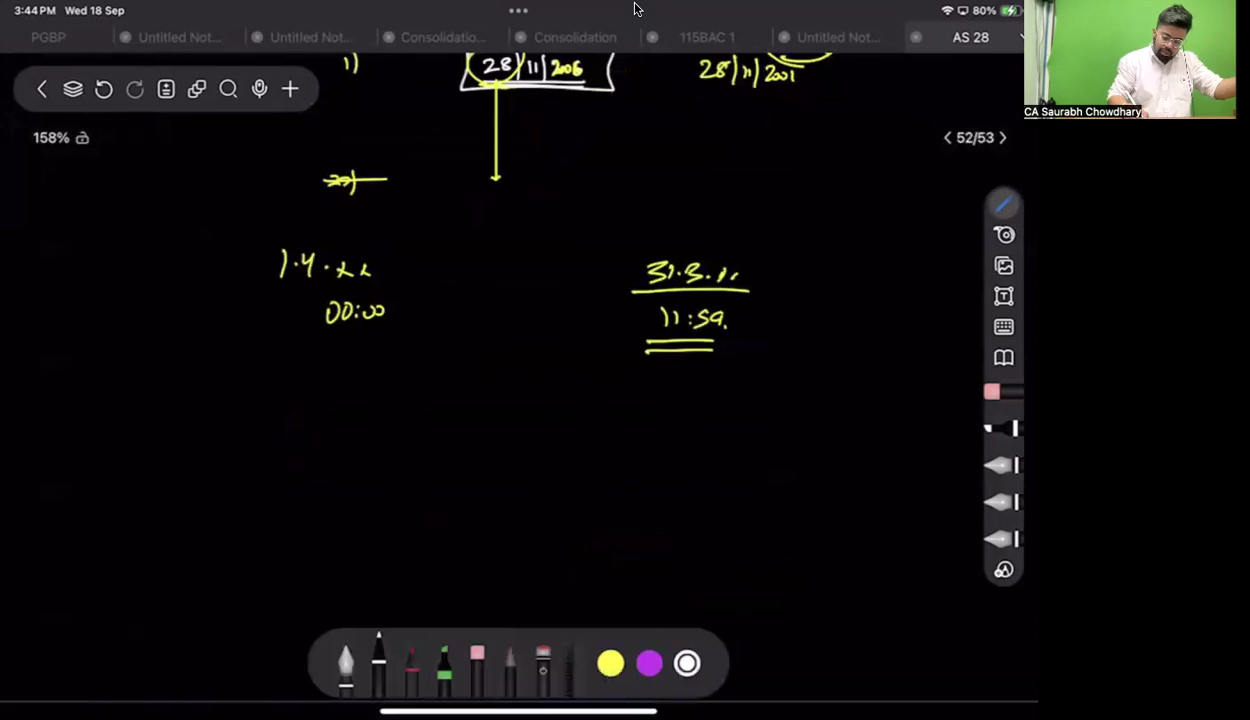 3:44 PM Wed 18 Sep
80%
PGBP
Untitled Not...
Untitled Not...
Consolidatio...
Consolidation
115BAC 1
Untitled Not...
AS 28
1)
28/11/2006
28/11/2001
158%
52/53
CA Saurabh Chowdhary
1.4.xx
00:00
31.3.
11:59.